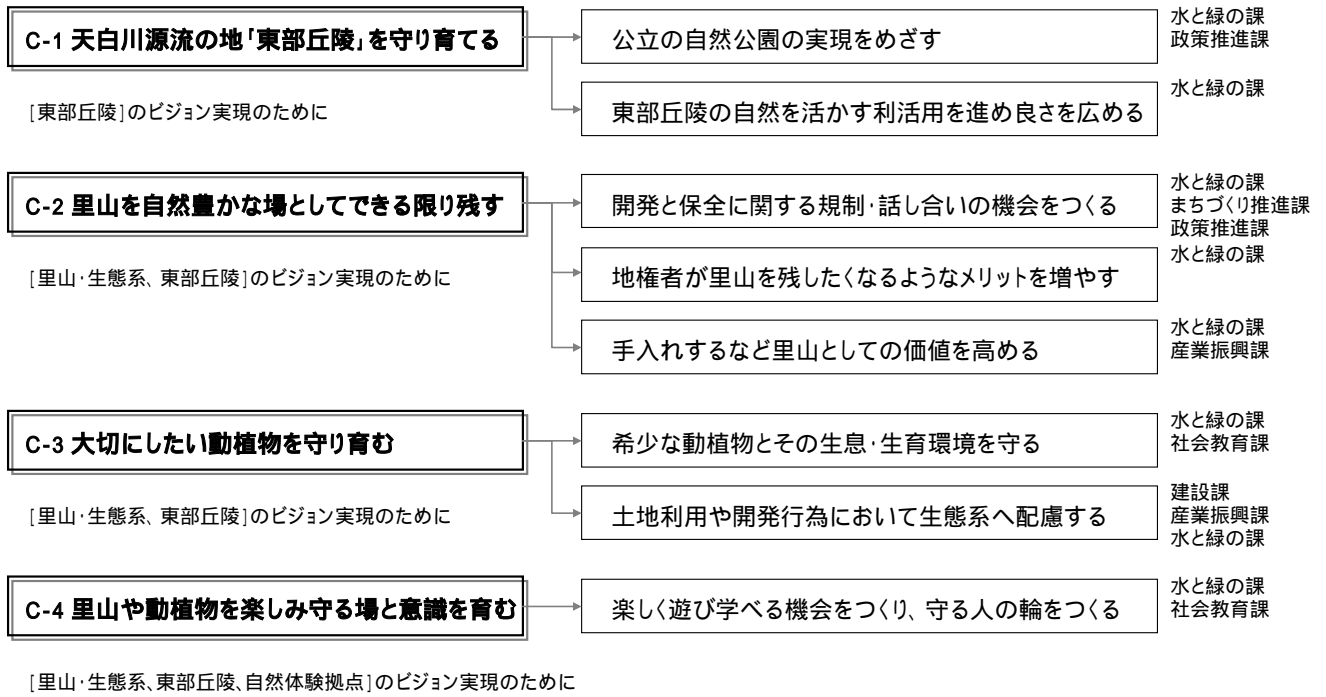 C-1 天白川源流の地「東部丘陵」を守り育てる
[東部丘陵]のビジョン実現のために
公立の自然公園の実現をめざす
水と緑の課
政策推進課
東部丘陵の自然を活かす利活用を進め良さを広める
水と緑の課
C-2 里山を自然豊かな場としてできる限り残す
[里山・生態系、東部丘陵]のビジョン実現のために
開発と保全に関する規制・話し合いの機会をつくる
水と緑の課
まちづくり推進課
政策推進課
地権者が里山を残したくなるようなメリットを増やす
水と緑の課
手入れするなど里山としての価値を高める
水と緑の課
産業振興課
C-3 大切にしたい動植物を守り育む
[里山・生態系、東部丘陵]のビジョン実現のために
希少な動植物とその生息・生育環境を守る
水と緑の課
社会教育課
土地利用や開発行為において生態系へ配慮する
建設課
産業振興課
水と緑の課
C-4 里山や動植物を楽しみ守る場と意識を育む
[里山・生態系、東部丘陵、自然体験拠点]のビジョン実現のために
楽しく遊び学べる機会をつくり、守る人の輪をつくる
水と緑の課
社会教育課